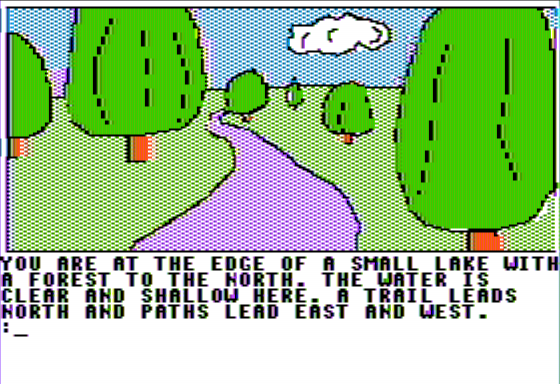 YOU ARE AT THE EDGE OF A SMALL LAKE WITH
A FOREST TO THE NORTH. THE WATER IS
CLEAR AND SHALLOW HERE. A TRAIL LEADS
NORTH AND PATHS LEAD EAST AND WEST.
:_